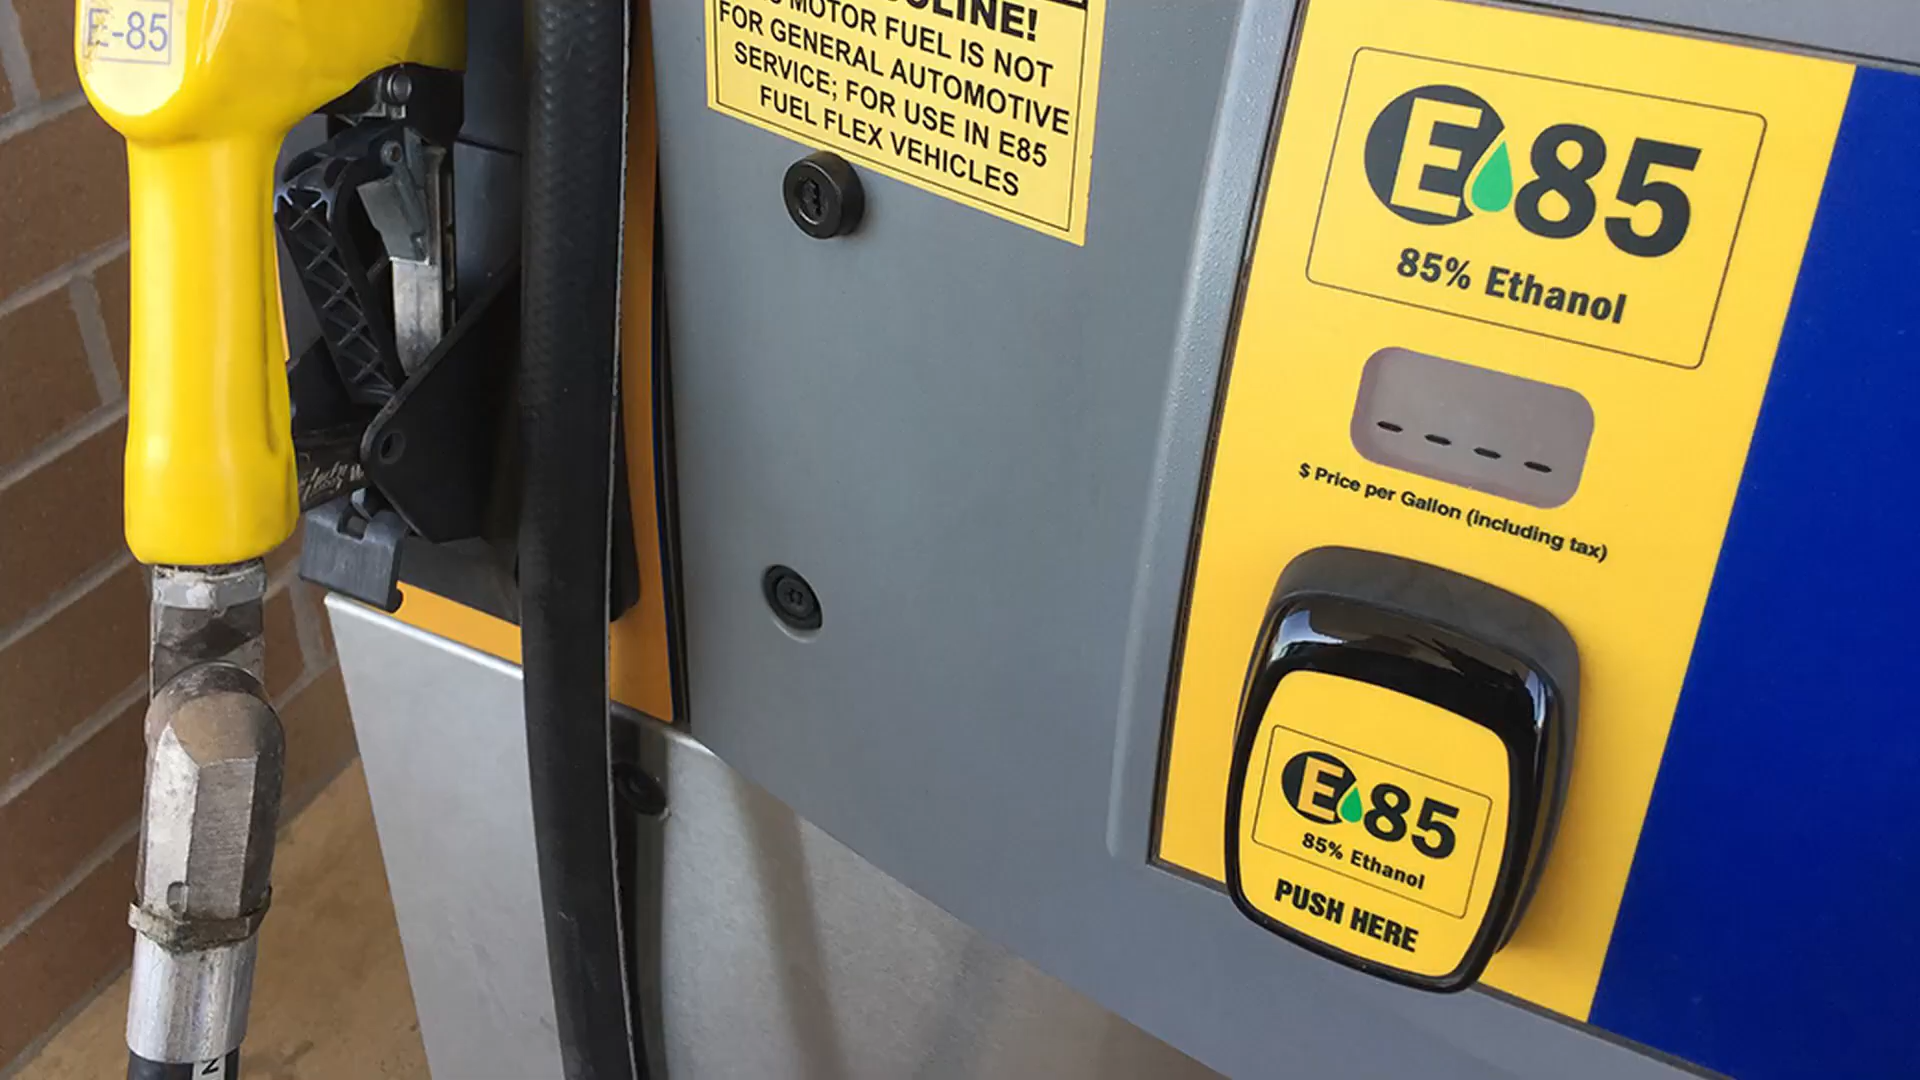 E-85
MOTOR FUEL IS NOT
FOR GENERAL AUTOMOTIVE
SERVICE; FOR USE IN E85
FUEL FLEX VEHICLES
E85
85% Ethanol
----
$ Price per Gallon (including tax)
E85
85% Ethanol
PUSH HERE
N